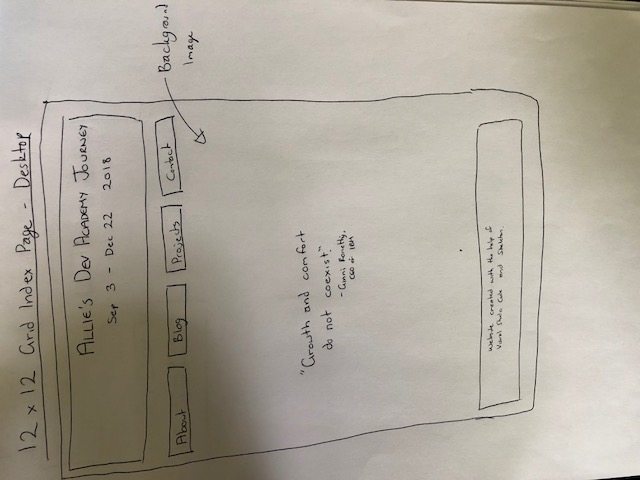 12 x 12 Grid Index Page - Desktop
ALLIE'S DEV ACADEMY JOURNEY
Sep 3 - Dec 22 2018
About
Blog
Projects
Contact
Background
Image
"Growth and comfort
do not coexist."
- Ginni Rometty,
CEO of IBM
Website created with the help of
Visual Studio Code and Skeleton.